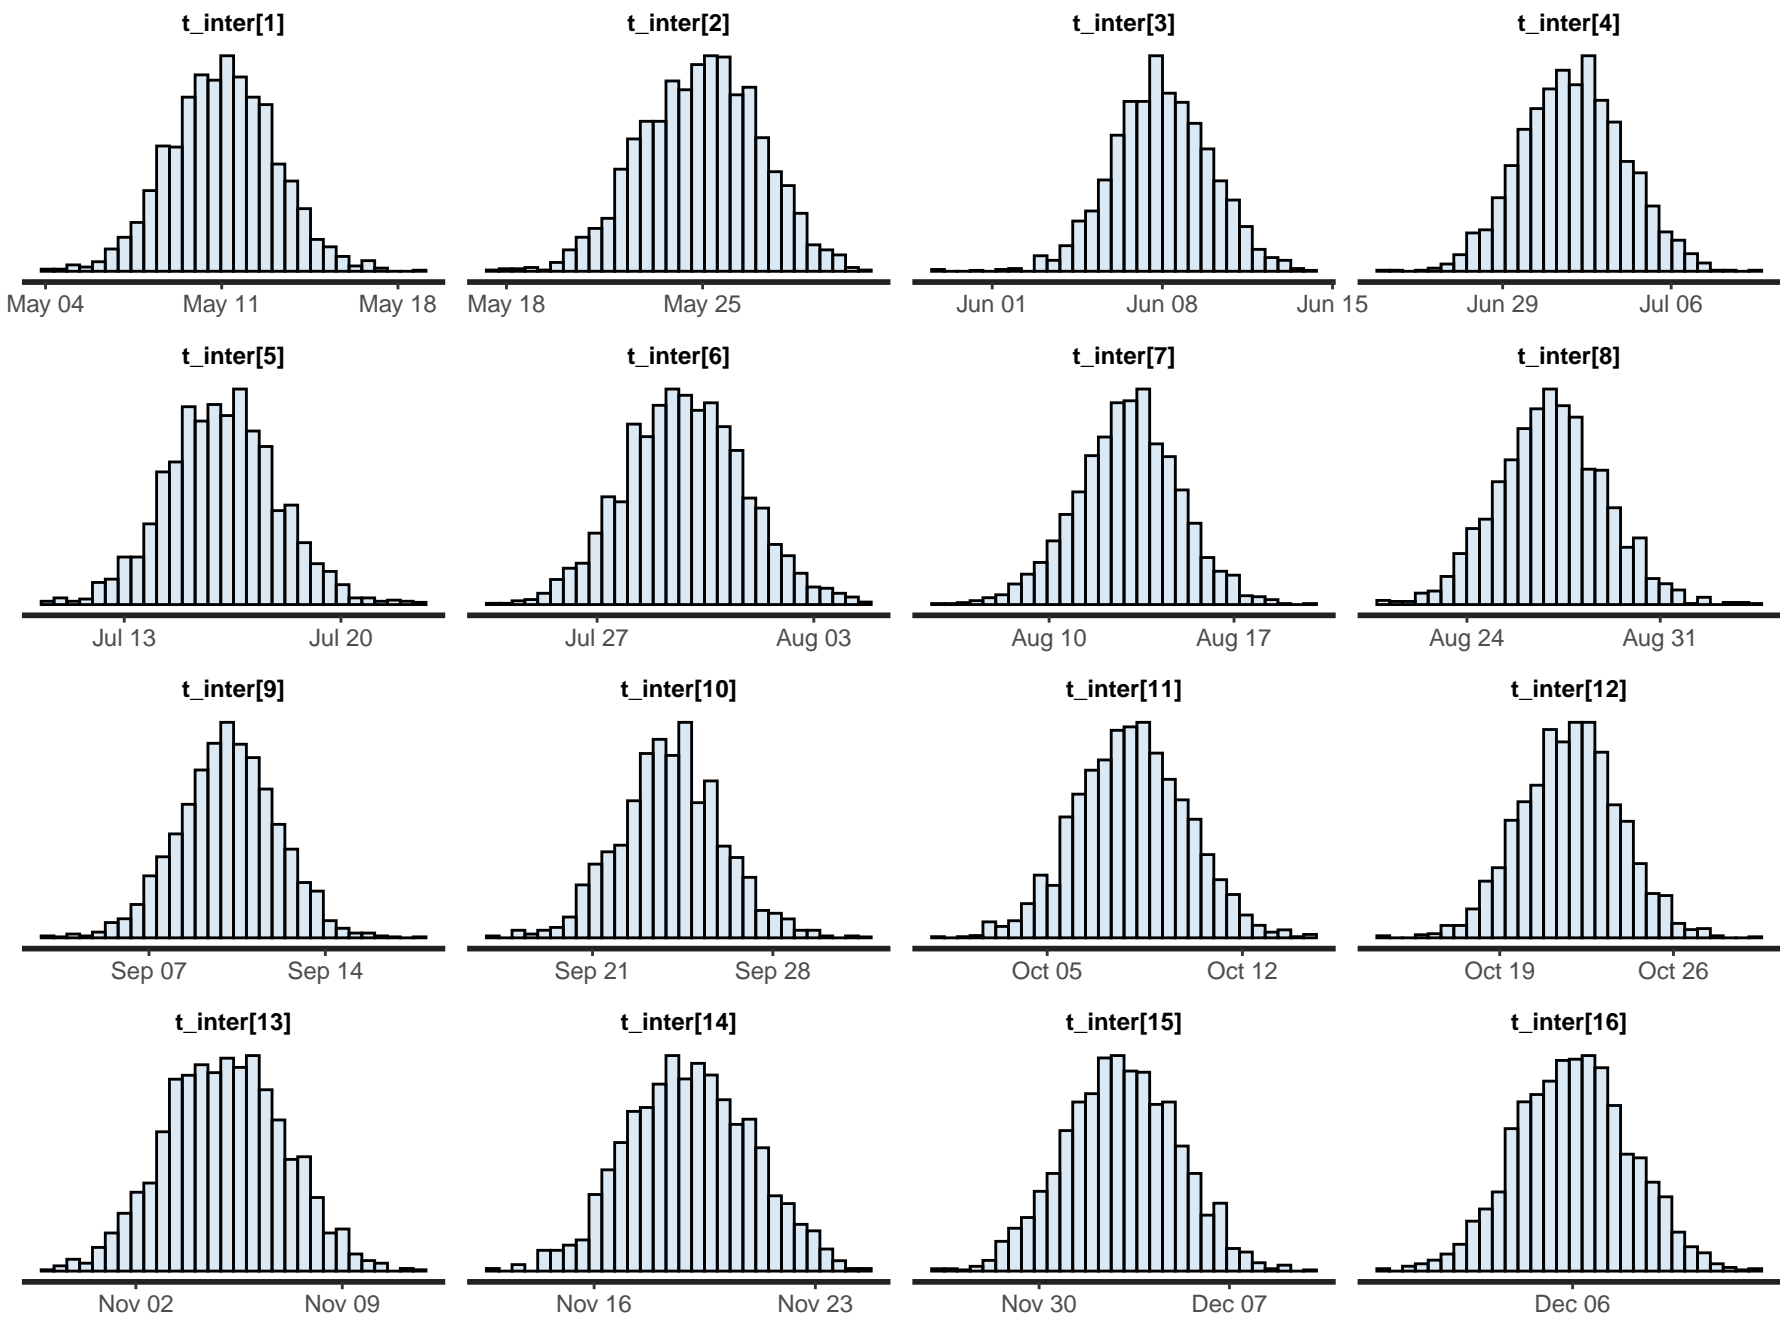 t_inter[1] t_inter[2] t_inter[3] t_inter[4]
May 04 May 11 May 18 May 18 May 25 Jun 01 Jun 08 Jun 15 Jun 29 Jul 06
t_inter[5] t_inter[6] t_inter[7] t_inter[8]
Jul 13 Jul 20 Jul 27 Aug 03 Aug 10 Aug 17 Aug 24 Aug 31
t_inter[9] t_inter[10] t_inter[11] t_inter[12]
Sep 07 Sep 14 Sep 21 Sep 28 Oct 05 Oct 12 Oct 19 Oct 26
t_inter[13] t_inter[14] t_inter[15] t_inter[16]
Nov 02 Nov 09 Nov 16 Nov 23 Nov 30 Dec 07 Dec 06